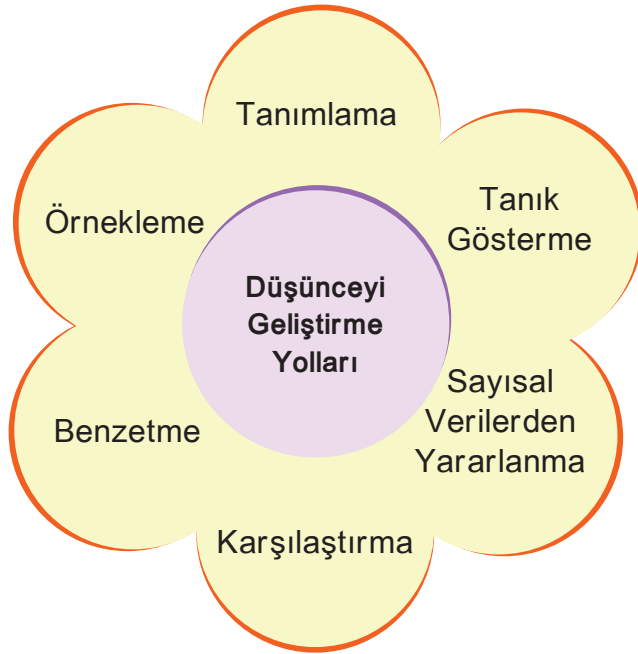 Tanımlama
Örnekleme
Tanık
Gösterme
Düşünceyi
Geliştirme
Yolları
Benzetme
Sayısal
Verilerden
Yararlanma
Karşılaştırma